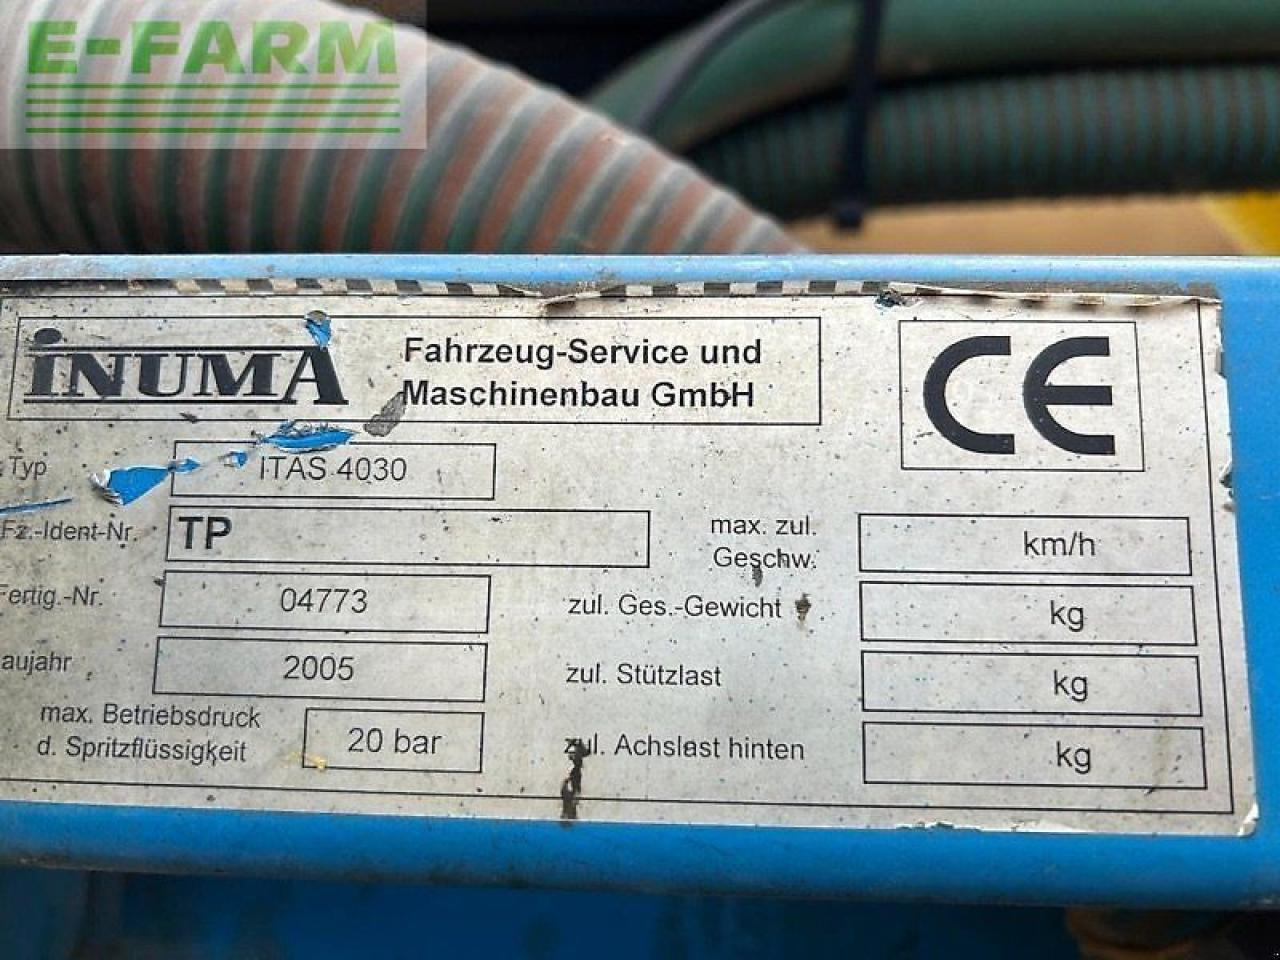 E-FARM
INUMA
Fahrzeug-Service und
Maschinenbau GmbH
CE
Typ
ITAS 4030
Fz.-Ident-Nr.
TP
max. zul.
Geschw.
km/h
Fertig.-Nr.
04773
zul. Ges.-Gewicht
kg
aujahr
2005
zul. Stützlast
kg
max. Betriebsdruck
d. Spritzflüssigkeit
20 bar
zul. Achslast hinten
kg